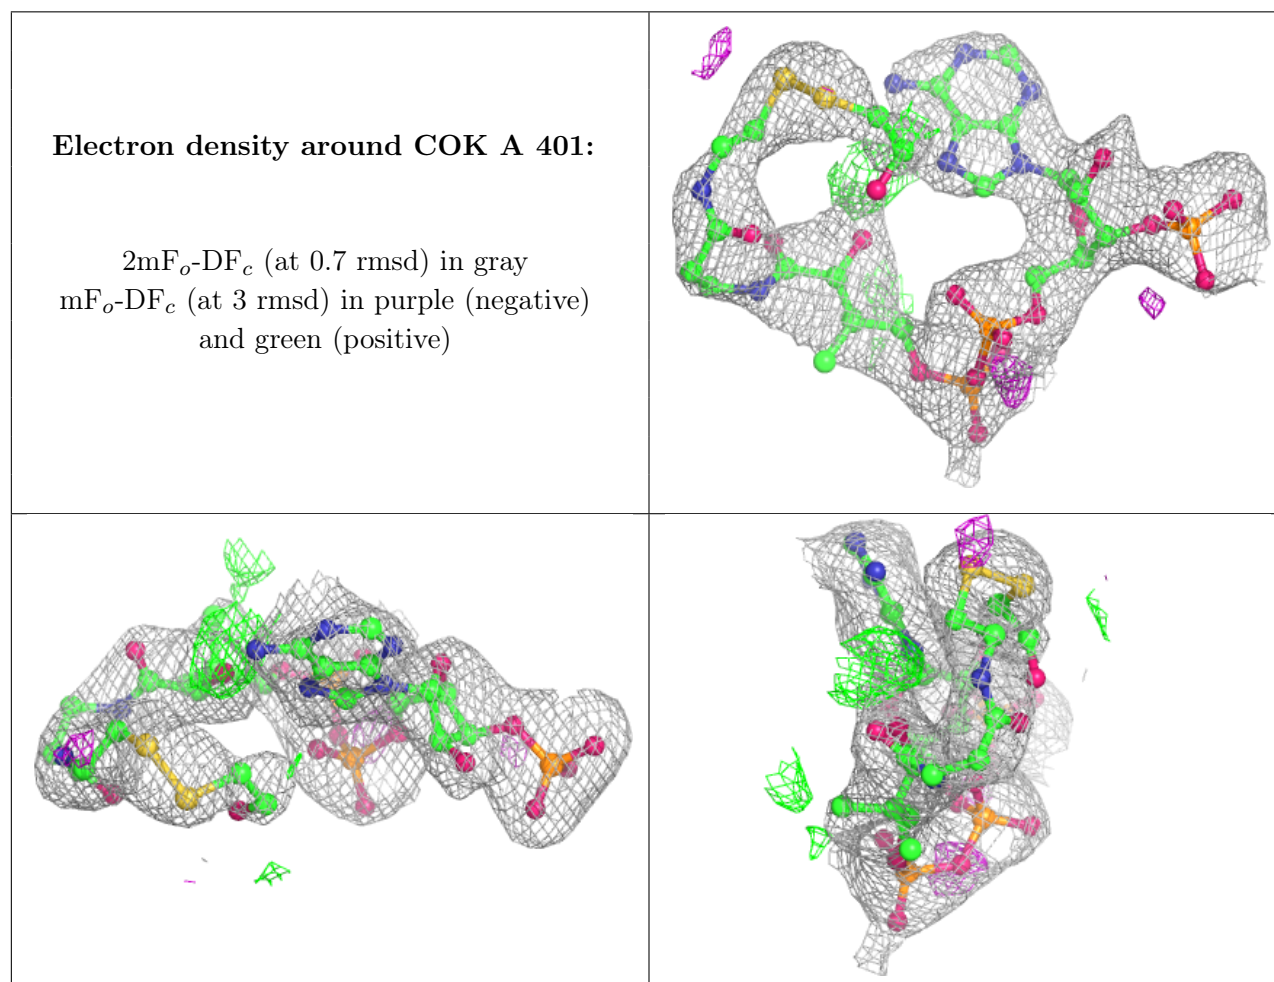 Electron density around COK A 401:
2mFo-DFc (at 0.7 rmsd) in gray
mFo-DFc (at 3 rmsd) in purple (negative)
and green (positive)